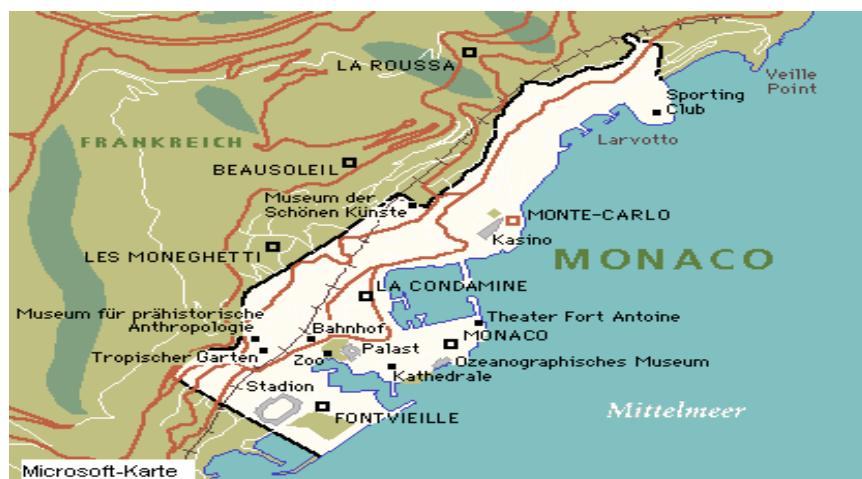 LA ROUSSA
Veille
Point
Sporting
Club
FRANKREICH
Larvotto
BEAUSOLEIL
Museum der
Schönen Künste
MONTE-CARLO
Kasino
LES MONEGHETTI
MONACO
LA CONDAMINE
Museum für prähistorische
Anthropologie
Theater Fort Antoine
Bahnhof
MONACO
Tropischer Garten
Zoo
Palast
Ozeanographisches Museum
Kathedrale
Stadion
FONTVIEILLE
Mittelmeer
Microsoft-Karte